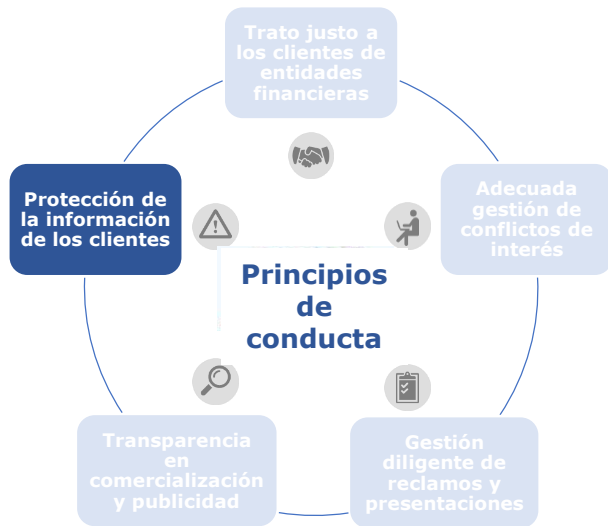 Trato justo a
los clientes de
entidades
financieras
Protección de
la información
de los clientes
Adecuada
gestión de
conflictos de
interés
Principios
de
conducta
Transparencia
en
comercialización
y publicidad
Gestión
diligente de
reclamos y
presentaciones